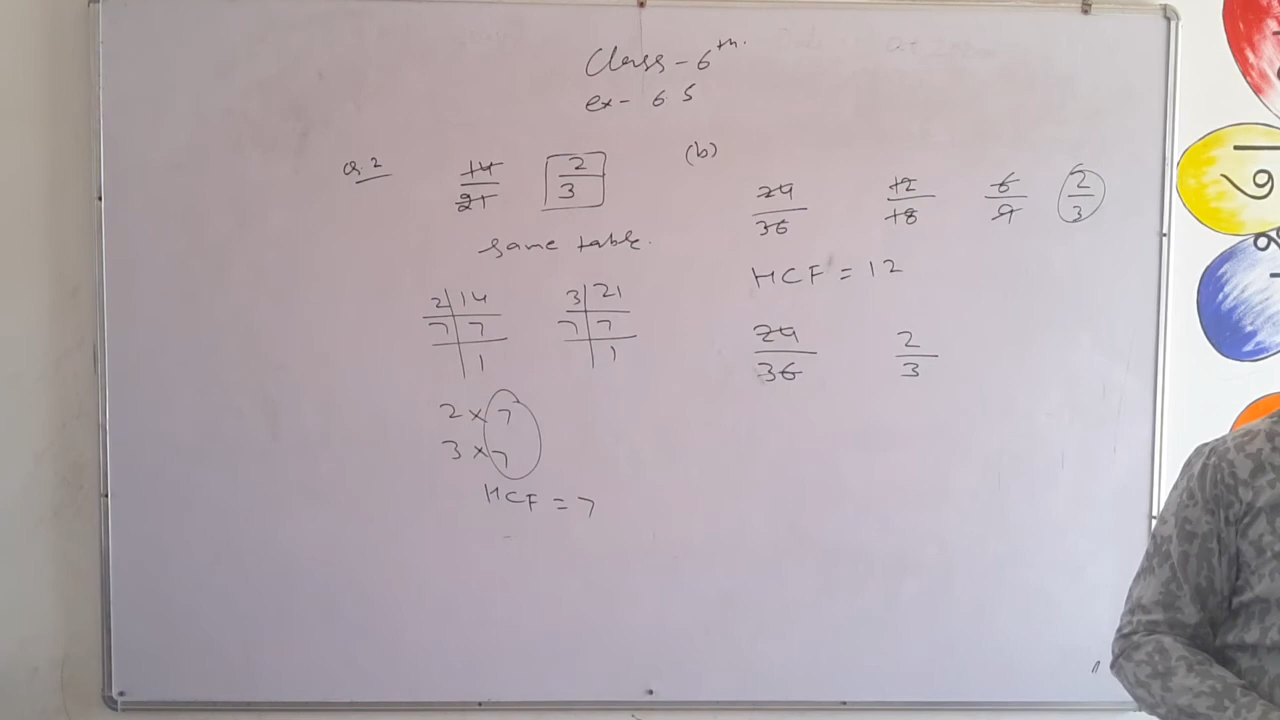 Class - 6th.
ex - 6.5
Q.2
14/21 2/3
same table.
2 | 14
7 | 7
1
3 | 21
7 | 7
1
2 × 7
3 × 7
HCF = 7
(b)
24/36 12/18 6/9 2/3
HCF = 12
24/36 2/3